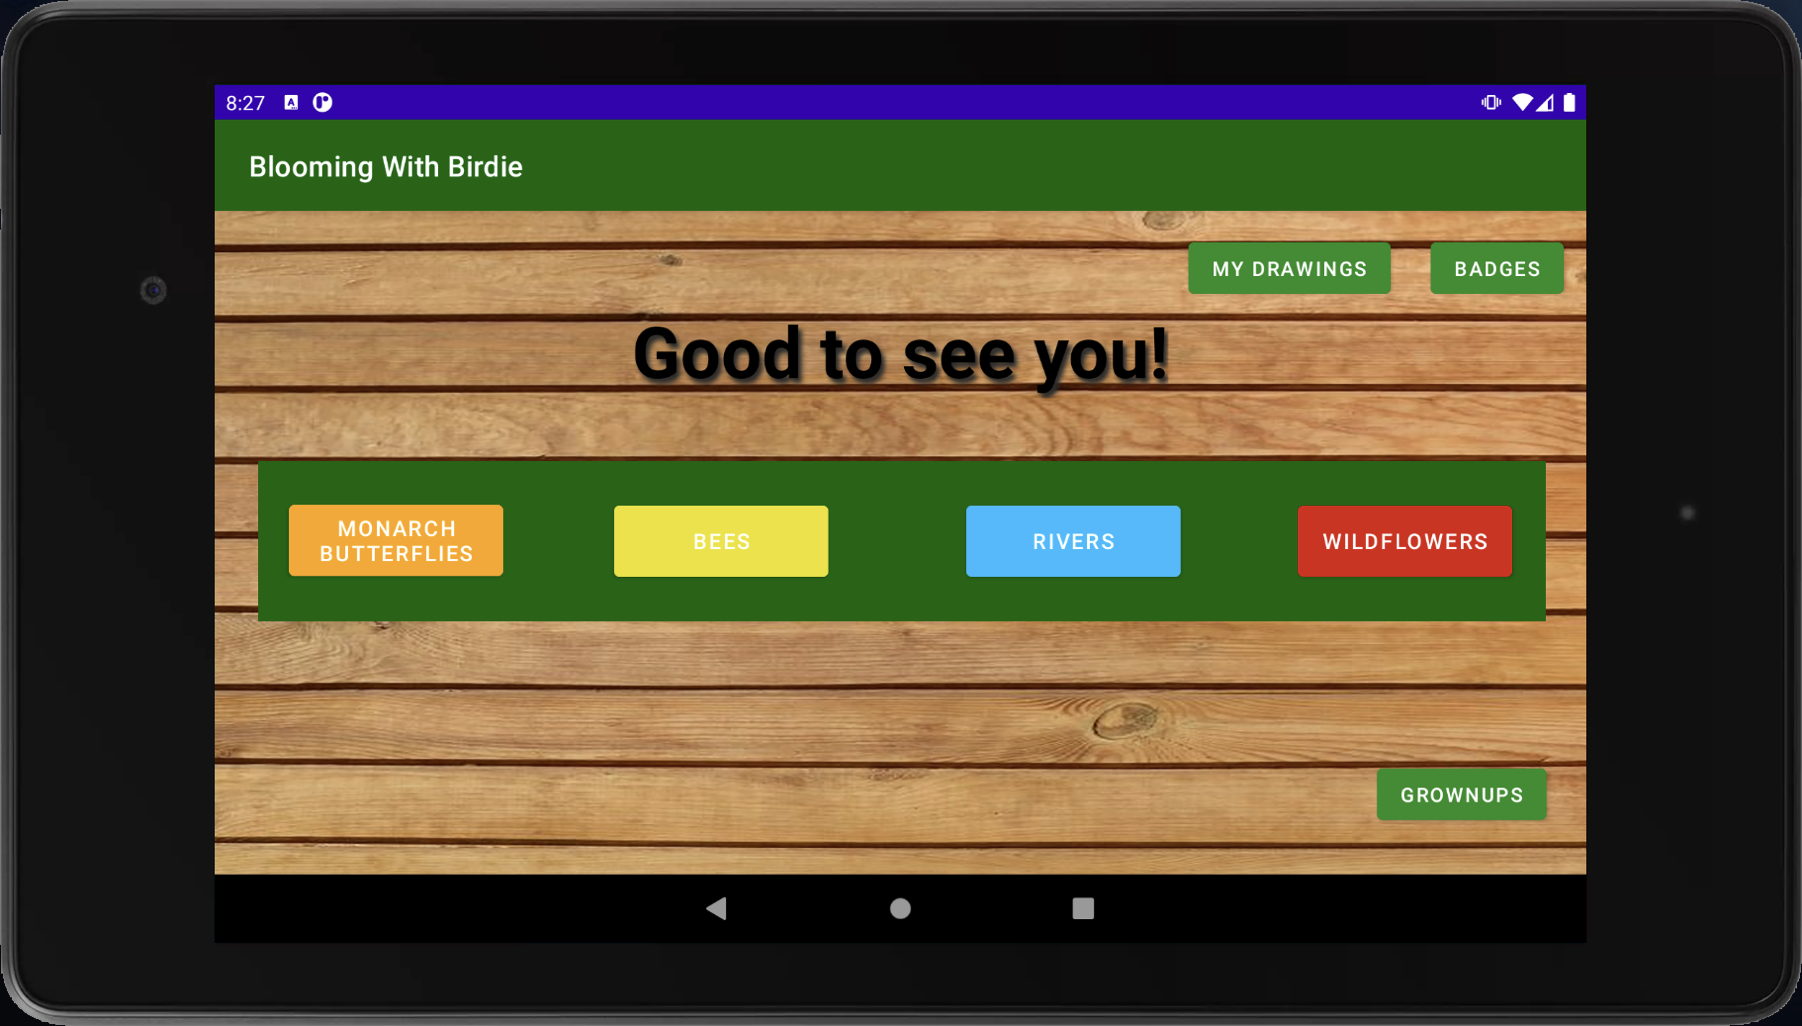 8:27
Blooming With Birdie
MY DRAWINGS
BADGES
Good to see you!
MONARCH
BUTTERFLIES
BEES
RIVERS
WILDFLOWERS
GROWNUPS